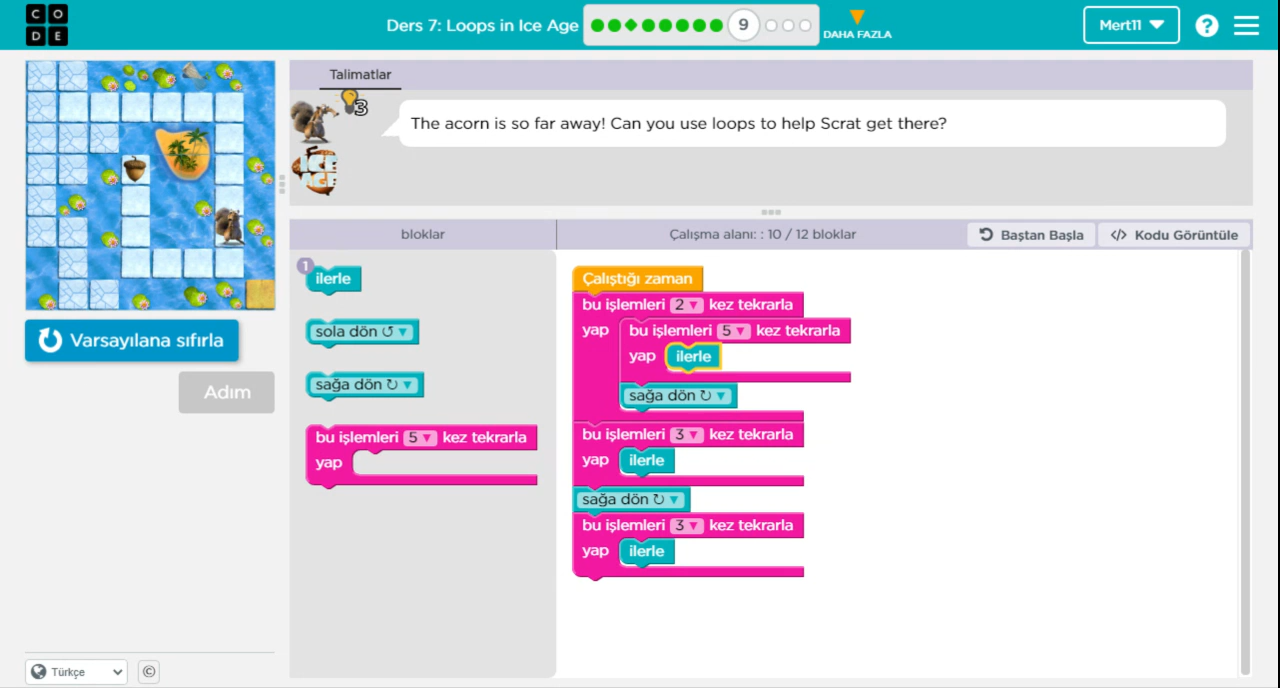 C O
D E
Ders 7: Loops in Ice Age
9
DAHA FAZLA
Mert11
?
Talimatlar
3
The acorn is so far away! Can you use loops to help Scrat get there?
ICE
AGE
bloklar
Çalışma alanı: : 10 / 12 bloklar
Baştan Başla
</> Kodu Görüntüle
1
ilerle
sola dön ↺ ▼
sağa dön ↻ ▼
bu işlemleri 5 ▼ kez tekrarla
yap
Çalıştığı zaman
bu işlemleri 2 ▼ kez tekrarla
yap bu işlemleri 5 ▼ kez tekrarla
yap ilerle
sağa dön ↻ ▼
bu işlemleri 3 ▼ kez tekrarla
yap ilerle
sağa dön ↻ ▼
bu işlemleri 3 ▼ kez tekrarla
yap ilerle
Varsayılana sıfırla
Adım
Türkçe
©